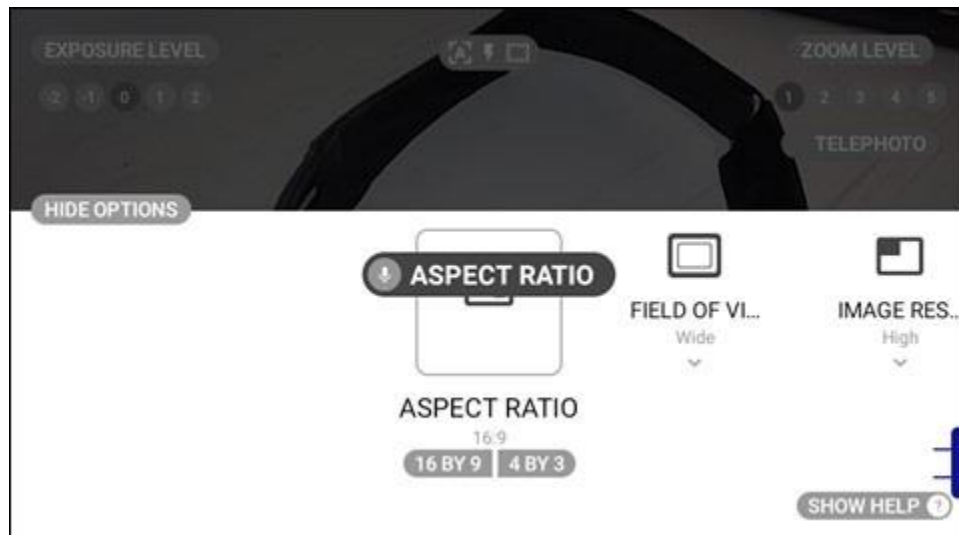 EXPOSURE LEVEL
-2 -1 0 1 2
[A]
ZOOM LEVEL
1 2 3 4 5
TELEPHOTO
HIDE OPTIONS
ASPECT RATIO
FIELD OF VI...
Wide
IMAGE RES...
High
ASPECT RATIO
16:9
16 BY 9 4 BY 3
SHOW HELP ?